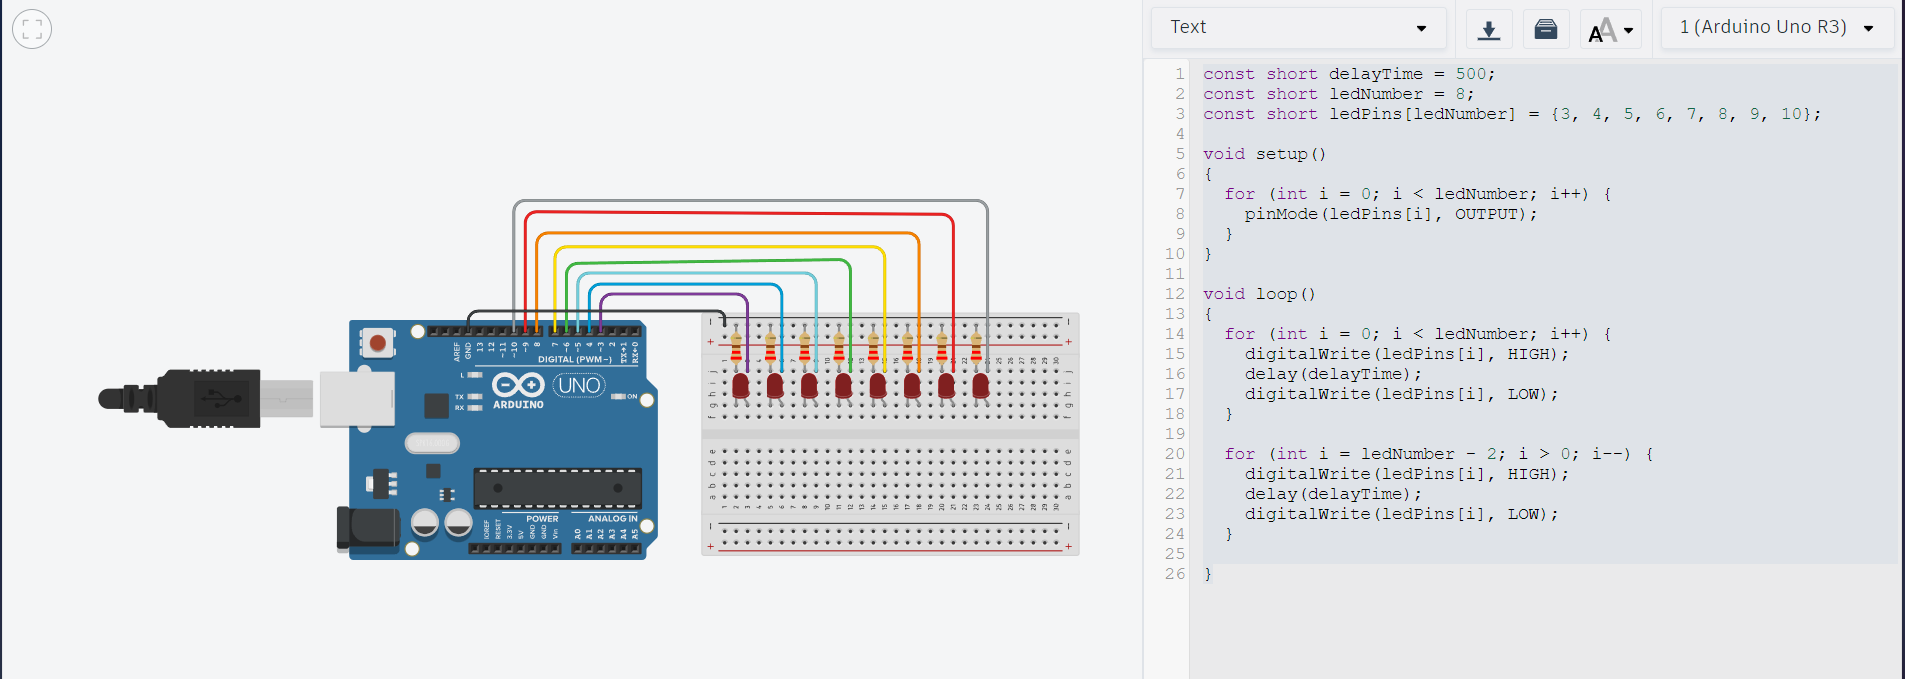 Text
1 (Arduino Uno R3)
1 const short delayTime = 500;
2 const short ledNumber = 8;
3 const short ledPins[ledNumber] = {3, 4, 5, 6, 7, 8, 9, 10};
4
5 void setup()
6 {
7   for (int i = 0; i < ledNumber; i++) {
8     pinMode(ledPins[i], OUTPUT);
9   }
10 }
11
12 void loop()
13 {
14   for (int i = 0; i < ledNumber; i++) {
15     digitalWrite(ledPins[i], HIGH);
16     delay(delayTime);
17     digitalWrite(ledPins[i], LOW);
18   }
19
20   for (int i = ledNumber - 2; i > 0; i--) {
21     digitalWrite(ledPins[i], HIGH);
22     delay(delayTime);
23     digitalWrite(ledPins[i], LOW);
24   }
25
26 }
AREF GND 13 12 ~11 ~10 ~9 8 7 ~6 ~5 4 ~3 2 TX→1 RX←0
DIGITAL (PWM~)
L
UNO
ARDUINO
TX
RX
ON
POWER
ANALOG IN
IOREF RESET 3.3V 5V GND GND Vin A0 A1 A2 A3 A4 A5